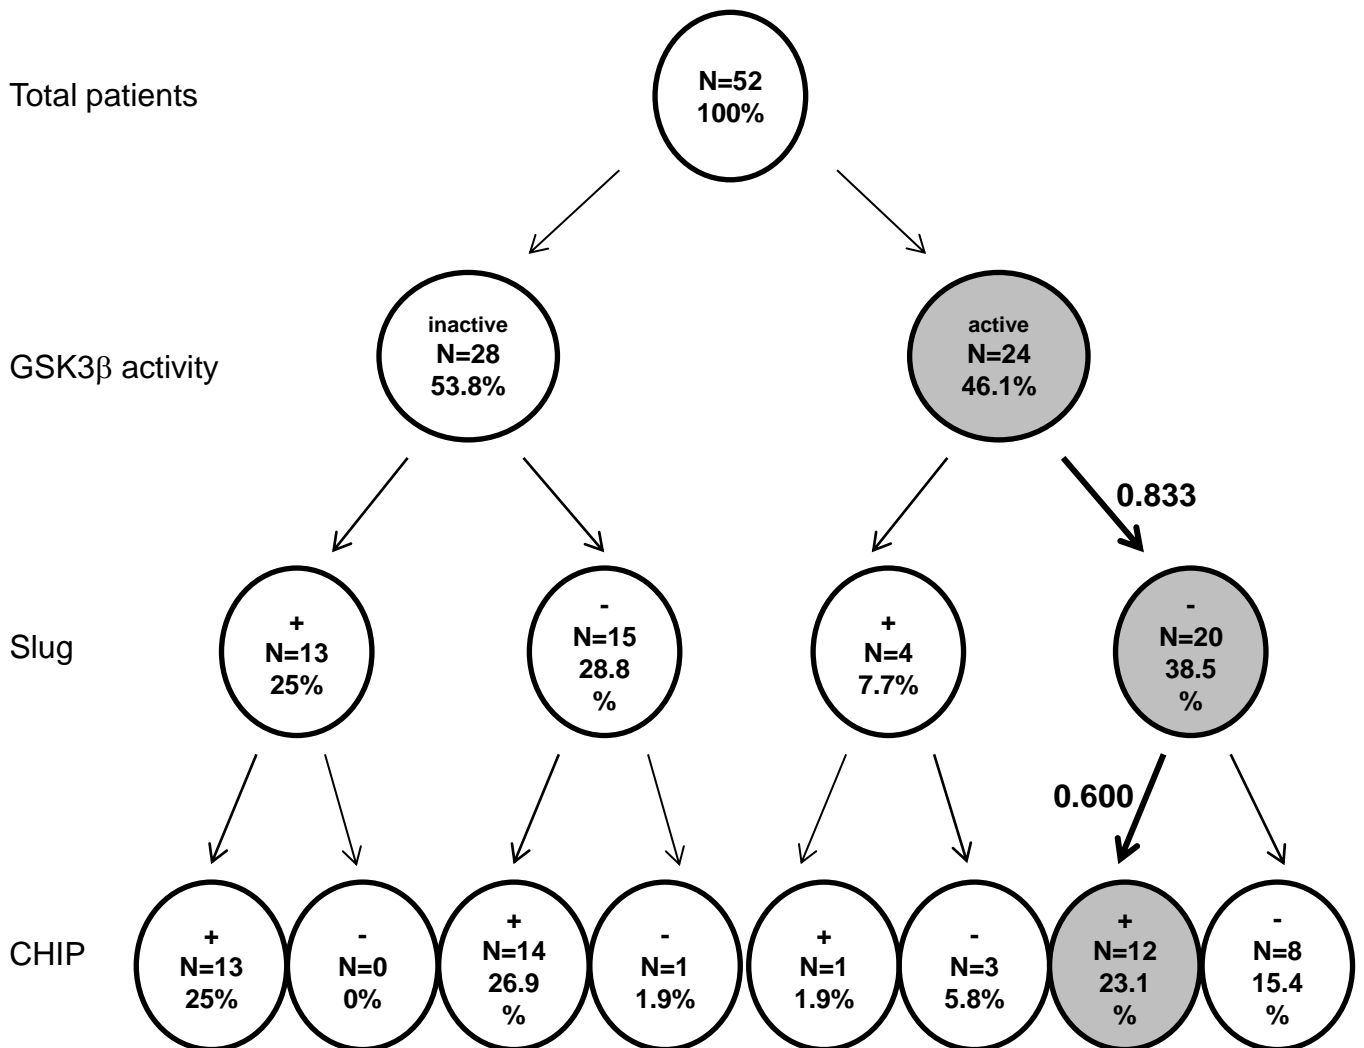 Total patients
N=52
100%
GSK3β activity
inactive
N=28
53.8%
active
N=24
46.1%
0.833
Slug
+
N=13
25%
-
N=15
28.8
%
+
N=4
7.7%
-
N=20
38.5
%
0.600
CHIP
+
N=13
25%
-
N=0
0%
+
N=14
26.9
%
-
N=1
1.9%
+
N=1
1.9%
-
N=3
5.8%
+
N=12
23.1
%
-
N=8
15.4
%